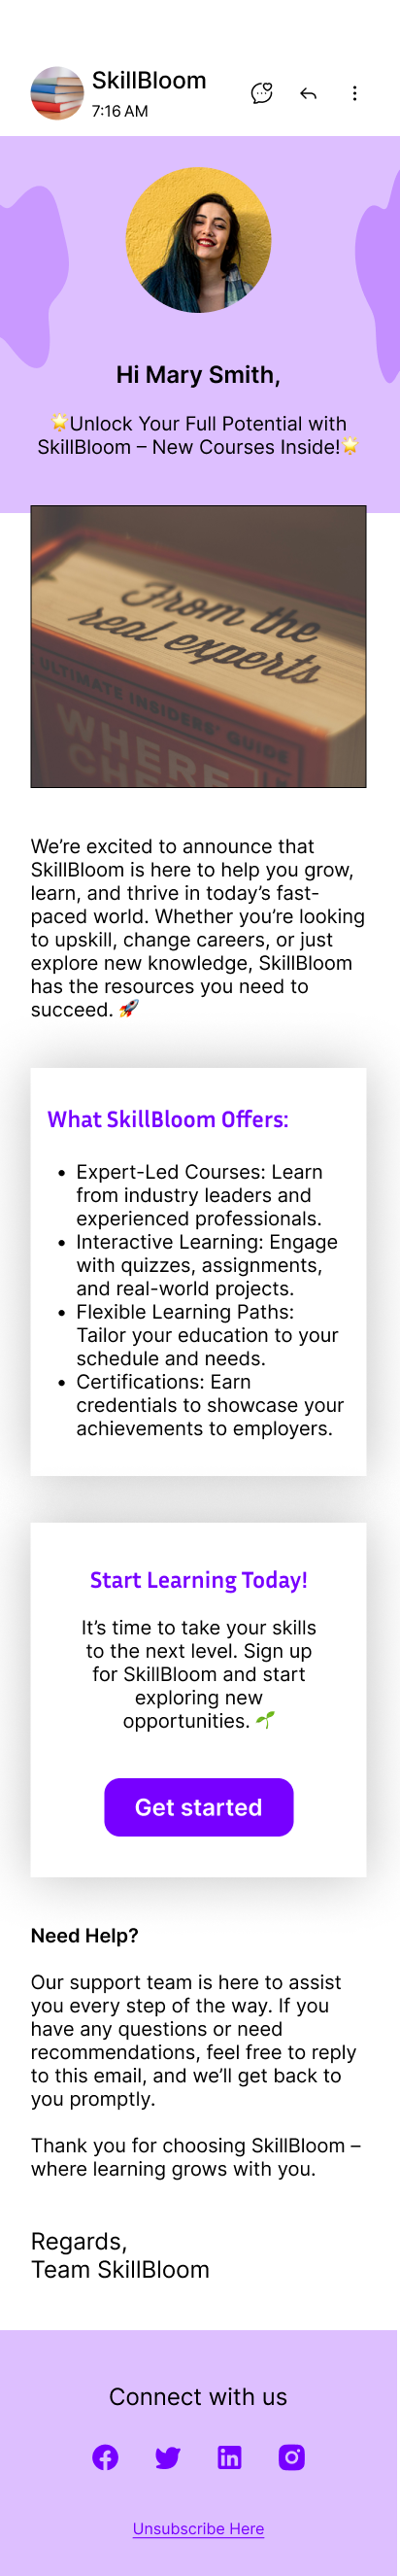 SkillBloom
7:16 AM
Hi Mary Smith,
🌟Unlock Your Full Potential with
SkillBloom – New Courses Inside!🌟
From the
real experts
ULTIMATE INSIDERS' GUIDE
WHERE
CHE
We’re excited to announce that
SkillBloom is here to help you grow,
learn, and thrive in today’s fast-
paced world. Whether you’re looking
to upskill, change careers, or just
explore new knowledge, SkillBloom
has the resources you need to
succeed. 🚀
What SkillBloom Offers:
• Expert-Led Courses: Learn
from industry leaders and
experienced professionals.
• Interactive Learning: Engage
with quizzes, assignments,
and real-world projects.
• Flexible Learning Paths:
Tailor your education to your
schedule and needs.
• Certifications: Earn
credentials to showcase your
achievements to employers.
Start Learning Today!
It’s time to take your skills
to the next level. Sign up
for SkillBloom and start
exploring new
opportunities. 🌱
Get started
Need Help?
Our support team is here to assist
you every step of the way. If you
have any questions or need
recommendations, feel free to reply
to this email, and we’ll get back to
you promptly.
Thank you for choosing SkillBloom –
where learning grows with you.
Regards,
Team SkillBloom
Connect with us
Unsubscribe Here